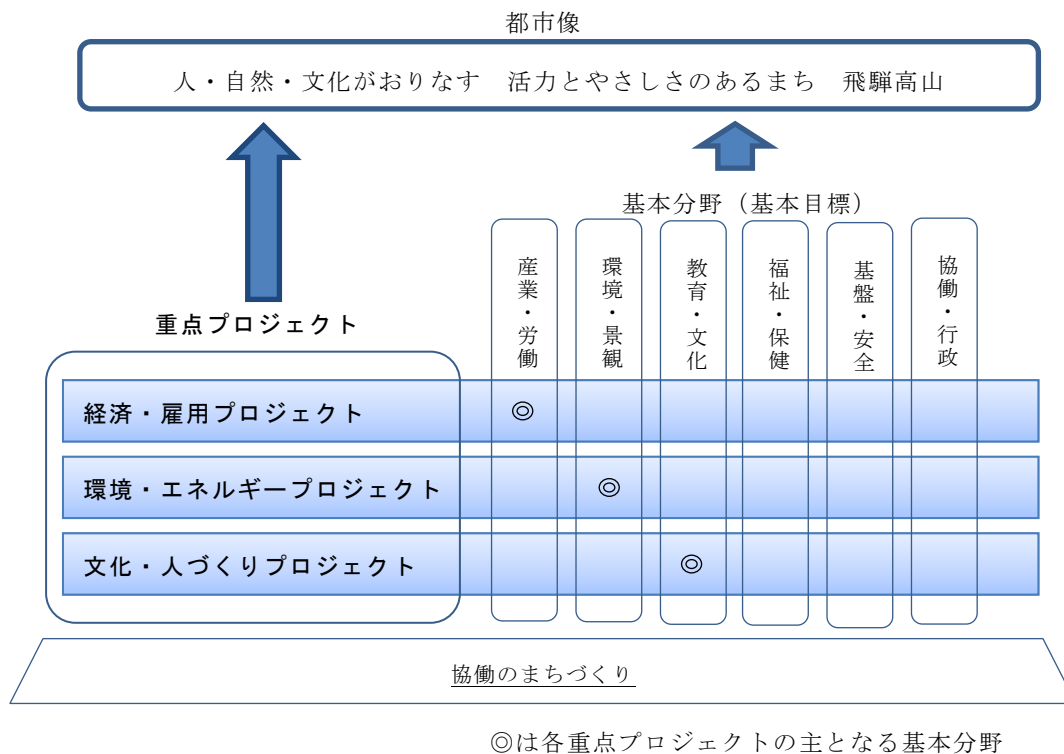 都市像
人・自然・文化がおりなす　活力とやさしさのあるまち　飛騨高山
基本分野（基本目標）
産業・労働
環境・景観
教育・文化
福祉・保健
基盤・安全
協働・行政
重点プロジェクト
経済・雇用プロジェクト
◎
環境・エネルギープロジェクト
◎
文化・人づくりプロジェクト
◎
協働のまちづくり
◎は各重点プロジェクトの主となる基本分野